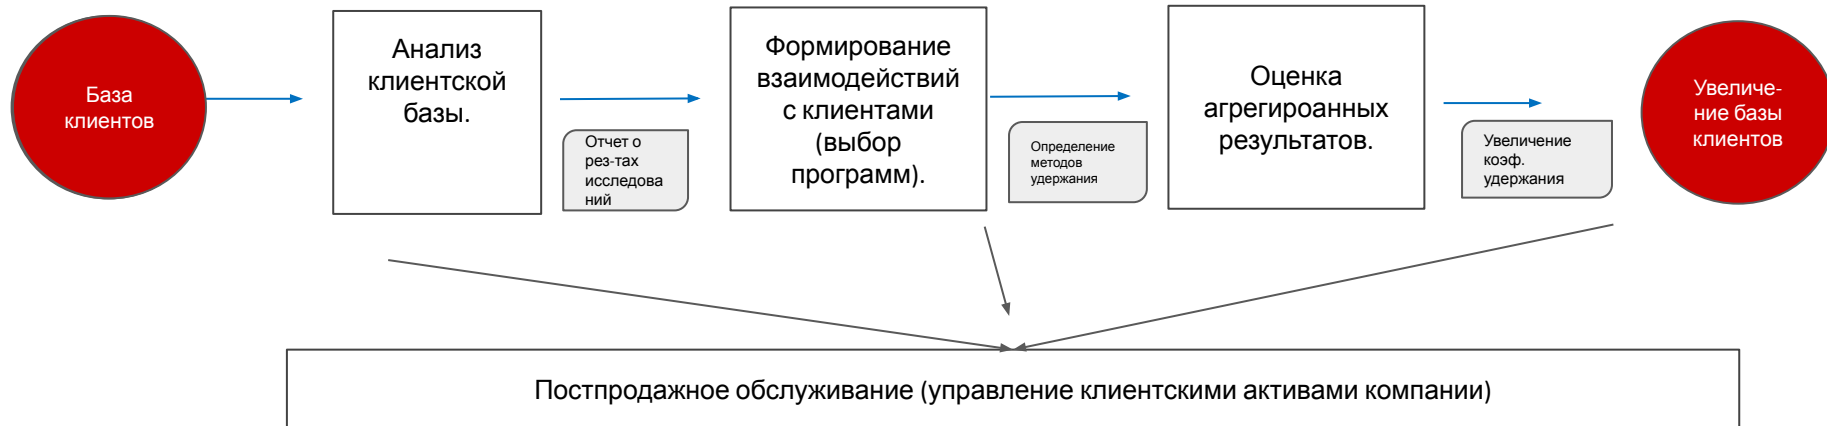 База
клиентов
Анализ
клиентской
базы.
Отчет о
рез-тах
исследова
ний
Формирование
взаимодействий
с клиентами
(выбор
программ).
Определение
методов
удержания
Оценка
агрегироанных
результатов.
Увеличение
коэф.
удержания
Увеличе-
ние базы
клиентов
Постпродажное обслуживание (управление клиентскими активами компании)